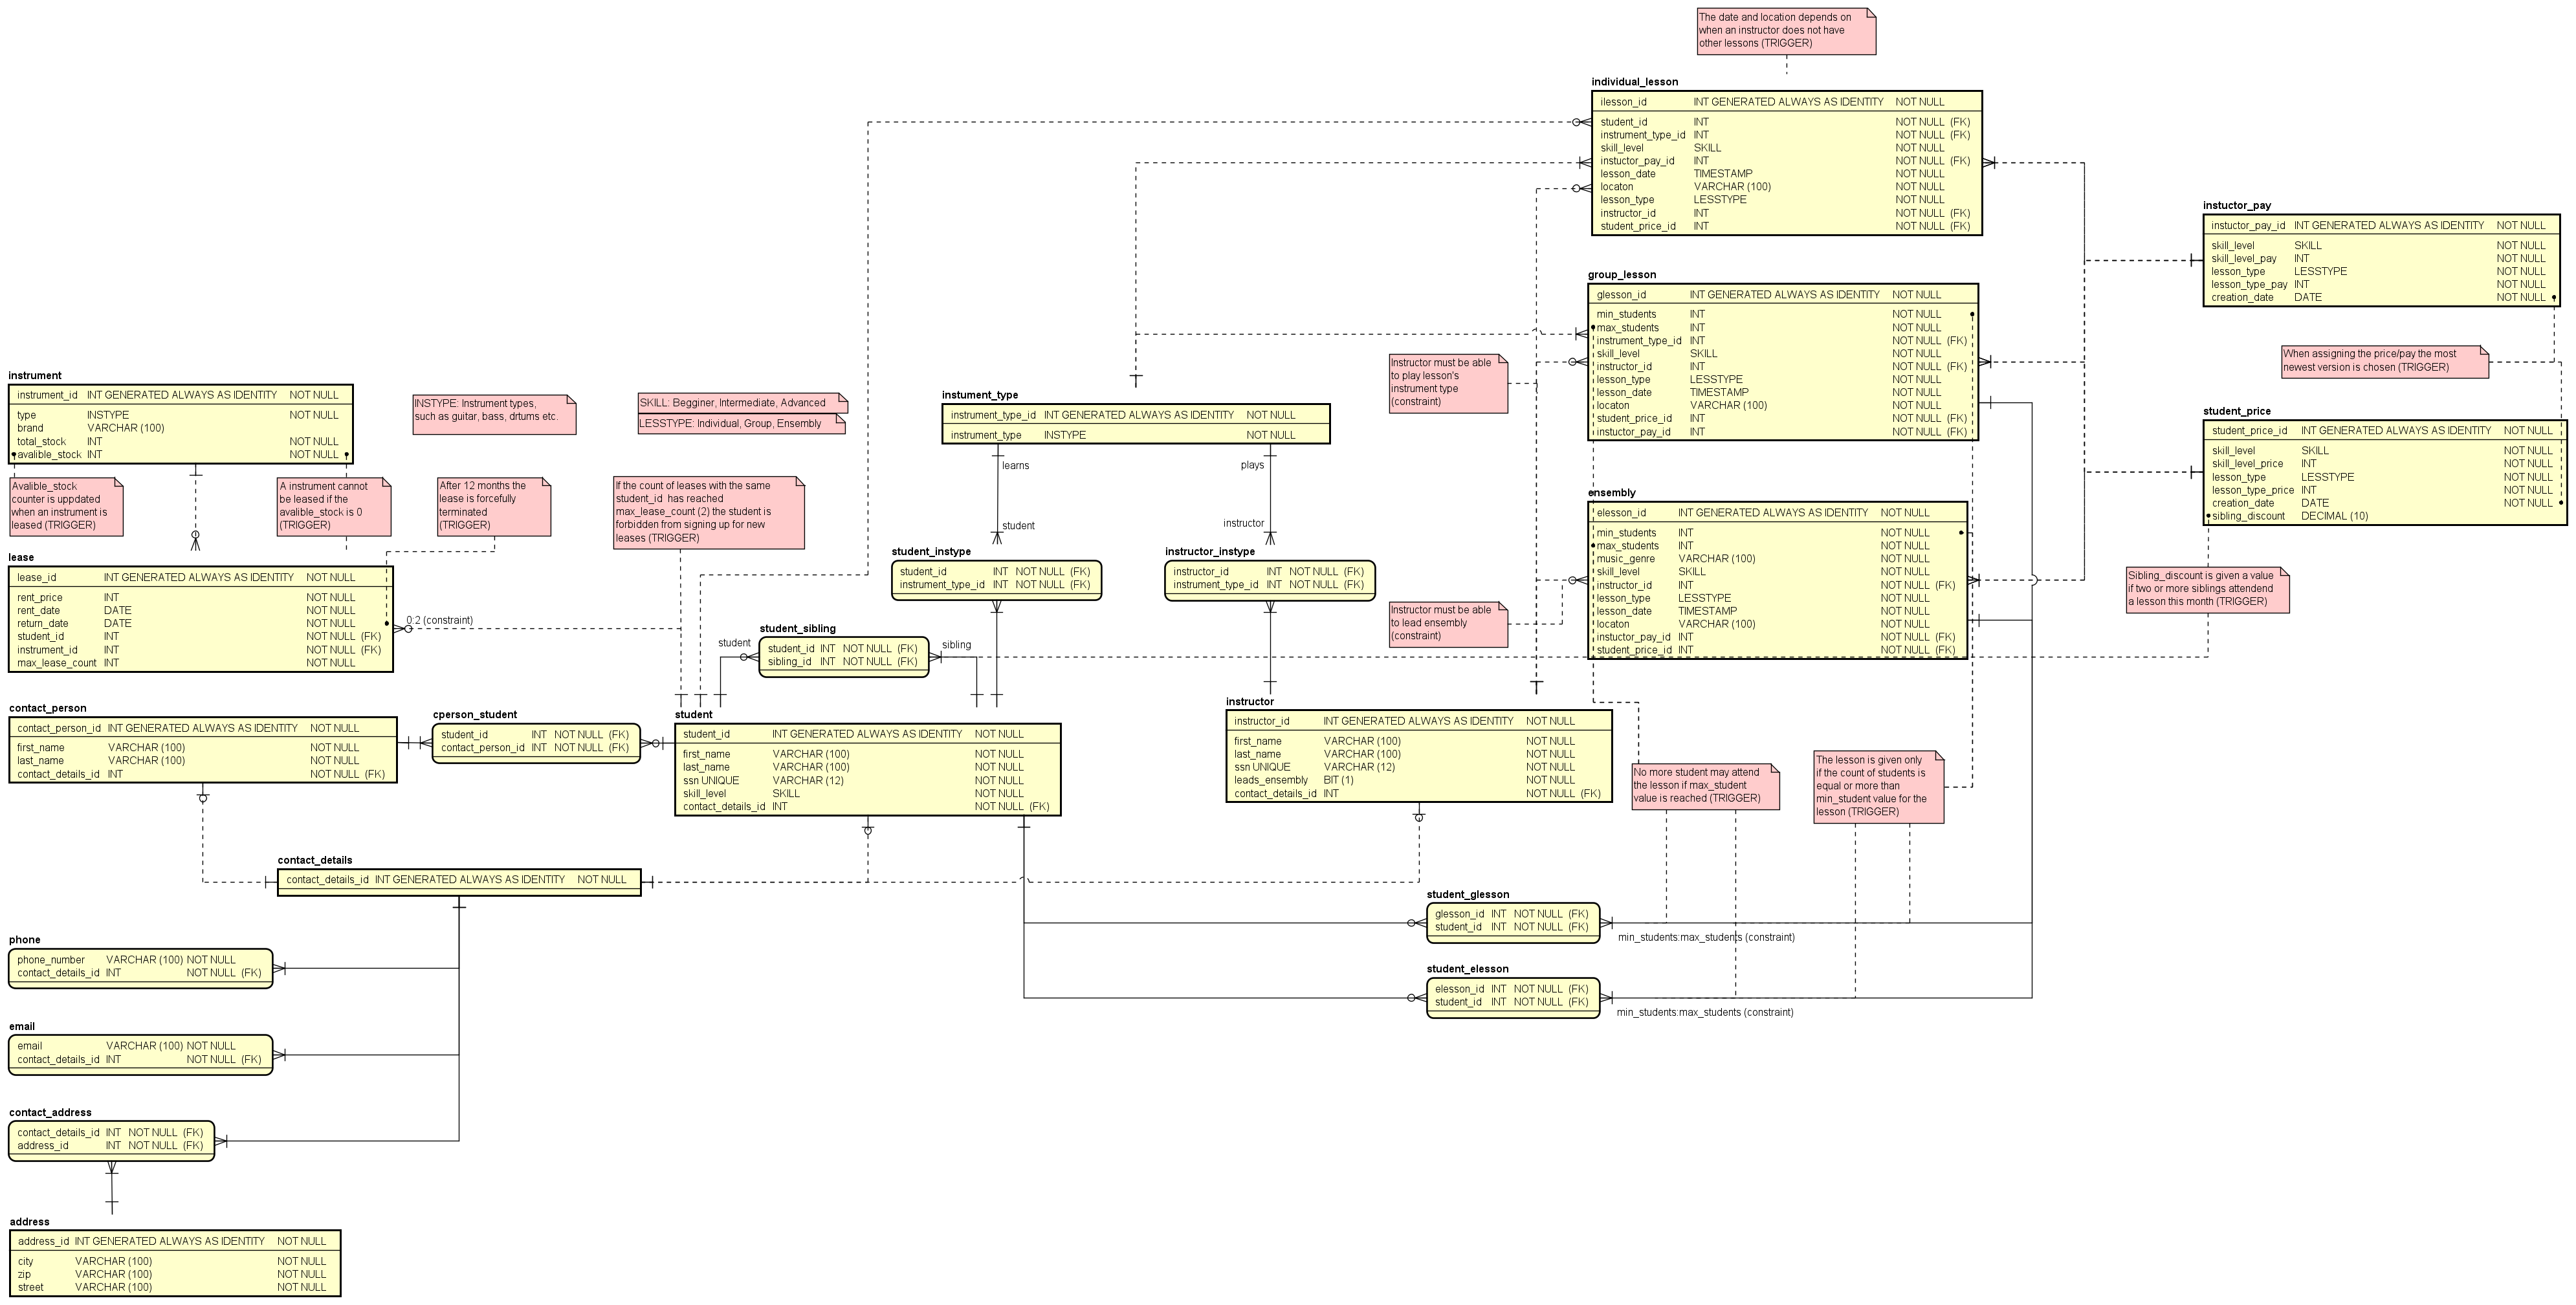 The date and location depends on
when an instructor does not have
other lessons (TRIGGER)
individual_lesson
ilesson_id INT GENERATED ALWAYS AS IDENTITY NOT NULL
student_id INT NOT NULL (FK)
instrument_type_id INT NOT NULL (FK)
skill_level SKILL NOT NULL
instuctor_pay_id INT NOT NULL (FK)
lesson_date TIMESTAMP NOT NULL
locaton VARCHAR (100) NOT NULL
lesson_type LESSTYPE NOT NULL
instructor_id INT NOT NULL (FK)
student_price_id INT NOT NULL (FK)
instuctor_pay
instuctor_pay_id INT GENERATED ALWAYS AS IDENTITY NOT NULL
skill_level SKILL NOT NULL
skill_level_pay INT NOT NULL
lesson_type LESSTYPE NOT NULL
lesson_type_pay INT NOT NULL
creation_date DATE NOT NULL
group_lesson
glesson_id INT GENERATED ALWAYS AS IDENTITY NOT NULL
min_students INT NOT NULL
max_students INT NOT NULL
instrument_type_id INT NOT NULL (FK)
skill_level SKILL NOT NULL
instructor_id INT NOT NULL (FK)
lesson_type LESSTYPE NOT NULL
lesson_date TIMESTAMP NOT NULL
locaton VARCHAR (100) NOT NULL
student_price_id INT NOT NULL (FK)
instuctor_pay_id INT NOT NULL (FK)
When assigning the price/pay the most
newest version is chosen (TRIGGER)
Instructor must be able
to play lesson's
instrument type
(constraint)
instrument
instrument_id INT GENERATED ALWAYS AS IDENTITY NOT NULL
type INSTYPE NOT NULL
brand VARCHAR (100)
total_stock INT NOT NULL
avalible_stock INT NOT NULL
INSTYPE: Instrument types,
such as guitar, bass, drums etc.
SKILL: Begginer, Intermediate, Advanced
LESSTYPE: Individual, Group, Ensembly
instument_type
instrument_type_id INT GENERATED ALWAYS AS IDENTITY NOT NULL
instrument_type INSTYPE NOT NULL
student_price
student_price_id INT GENERATED ALWAYS AS IDENTITY NOT NULL
skill_level SKILL NOT NULL
skill_level_price INT NOT NULL
lesson_type LESSTYPE NOT NULL
lesson_type_price INT NOT NULL
creation_date DATE NOT NULL
sibling_discount DECIMAL (10)
learns
plays
student
instructor
Avalible_stock
counter is uppdated
when an instrument is
leased (TRIGGER)
A instrument cannot
be leased if the
avalible_stock is 0
(TRIGGER)
After 12 months the
lease is forcefully
terminated
(TRIGGER)
If the count of leases with the same
student_id has reached
max_lease_count (2) the student is
forbidden from signing up for new
leases (TRIGGER)
ensembly
elesson_id INT GENERATED ALWAYS AS IDENTITY NOT NULL
min_students INT NOT NULL
max_students INT NOT NULL
music_genre VARCHAR (100) NOT NULL
skill_level SKILL NOT NULL
instructor_id INT NOT NULL (FK)
lesson_type LESSTYPE NOT NULL
lesson_date TIMESTAMP NOT NULL
locaton VARCHAR (100) NOT NULL
instuctor_pay_id INT NOT NULL (FK)
student_price_id INT NOT NULL (FK)
lease
lease_id INT GENERATED ALWAYS AS IDENTITY NOT NULL
rent_price INT NOT NULL
rent_date DATE NOT NULL
return_date DATE NOT NULL
student_id INT NOT NULL (FK)
instrument_id INT NOT NULL (FK)
max_lease_count INT NOT NULL
0:2 (constraint)
student_instype
student_id INT NOT NULL (FK)
instrument_type_id INT NOT NULL (FK)
instructor_instype
instructor_id INT NOT NULL (FK)
instrument_type_id INT NOT NULL (FK)
Instructor must be able
to lead ensembly
(constraint)
Sibling_discount is given a value
if two or more siblings attendend
a lesson this month (TRIGGER)
student_sibling
student
sibling
student_id INT NOT NULL (FK)
sibling_id INT NOT NULL (FK)
contact_person
contact_person_id INT GENERATED ALWAYS AS IDENTITY NOT NULL
first_name VARCHAR (100) NOT NULL
last_name VARCHAR (100) NOT NULL
contact_details_id INT NOT NULL (FK)
cperson_student
student_id INT NOT NULL (FK)
contact_person_id INT NOT NULL (FK)
student
student_id INT GENERATED ALWAYS AS IDENTITY NOT NULL
first_name VARCHAR (100) NOT NULL
last_name VARCHAR (100) NOT NULL
ssn UNIQUE VARCHAR (12) NOT NULL
skill_level SKILL NOT NULL
contact_details_id INT NOT NULL (FK)
instructor
instructor_id INT GENERATED ALWAYS AS IDENTITY NOT NULL
first_name VARCHAR (100) NOT NULL
last_name VARCHAR (100) NOT NULL
ssn UNIQUE VARCHAR (12) NOT NULL
leads_ensembly BIT (1) NOT NULL
contact_details_id INT NOT NULL (FK)
No more student may attend
the lesson if max_student
value is reached (TRIGGER)
The lesson is given only
if the count of students is
equal or more than
min_student value for the
lesson (TRIGGER)
contact_details
contact_details_id INT GENERATED ALWAYS AS IDENTITY NOT NULL
student_glesson
glesson_id INT NOT NULL (FK)
student_id INT NOT NULL (FK)
min_students:max_students (constraint)
phone
phone_number VARCHAR (100) NOT NULL
contact_details_id INT NOT NULL (FK)
student_elesson
elesson_id INT NOT NULL (FK)
student_id INT NOT NULL (FK)
min_students:max_students (constraint)
email
email VARCHAR (100) NOT NULL
contact_details_id INT NOT NULL (FK)
contact_address
contact_details_id INT NOT NULL (FK)
address_id INT NOT NULL (FK)
address
address_id INT GENERATED ALWAYS AS IDENTITY NOT NULL
city VARCHAR (100) NOT NULL
zip VARCHAR (100) NOT NULL
street VARCHAR (100) NOT NULL